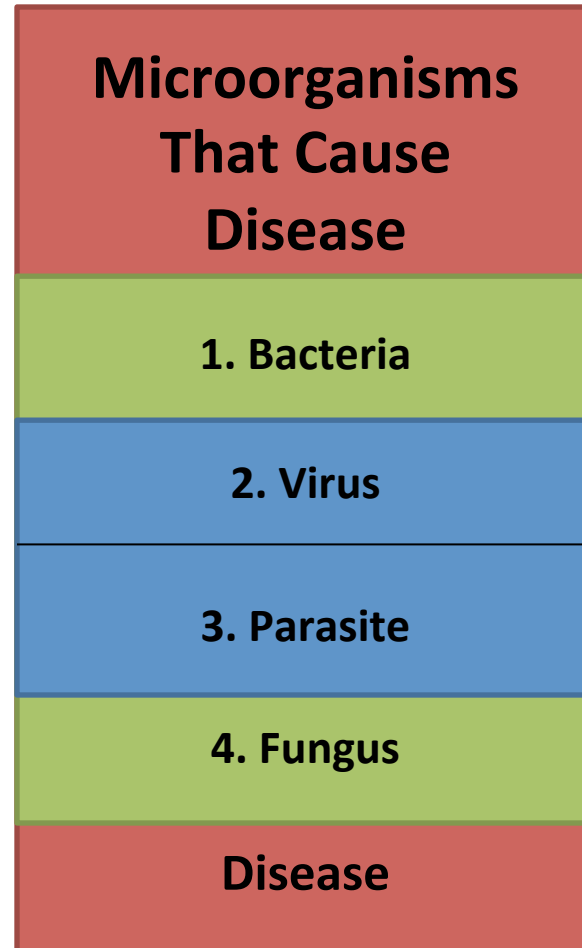 Microorganisms
That Cause
Disease
1. Bacteria
2. Virus
3. Parasite
4. Fungus
Disease